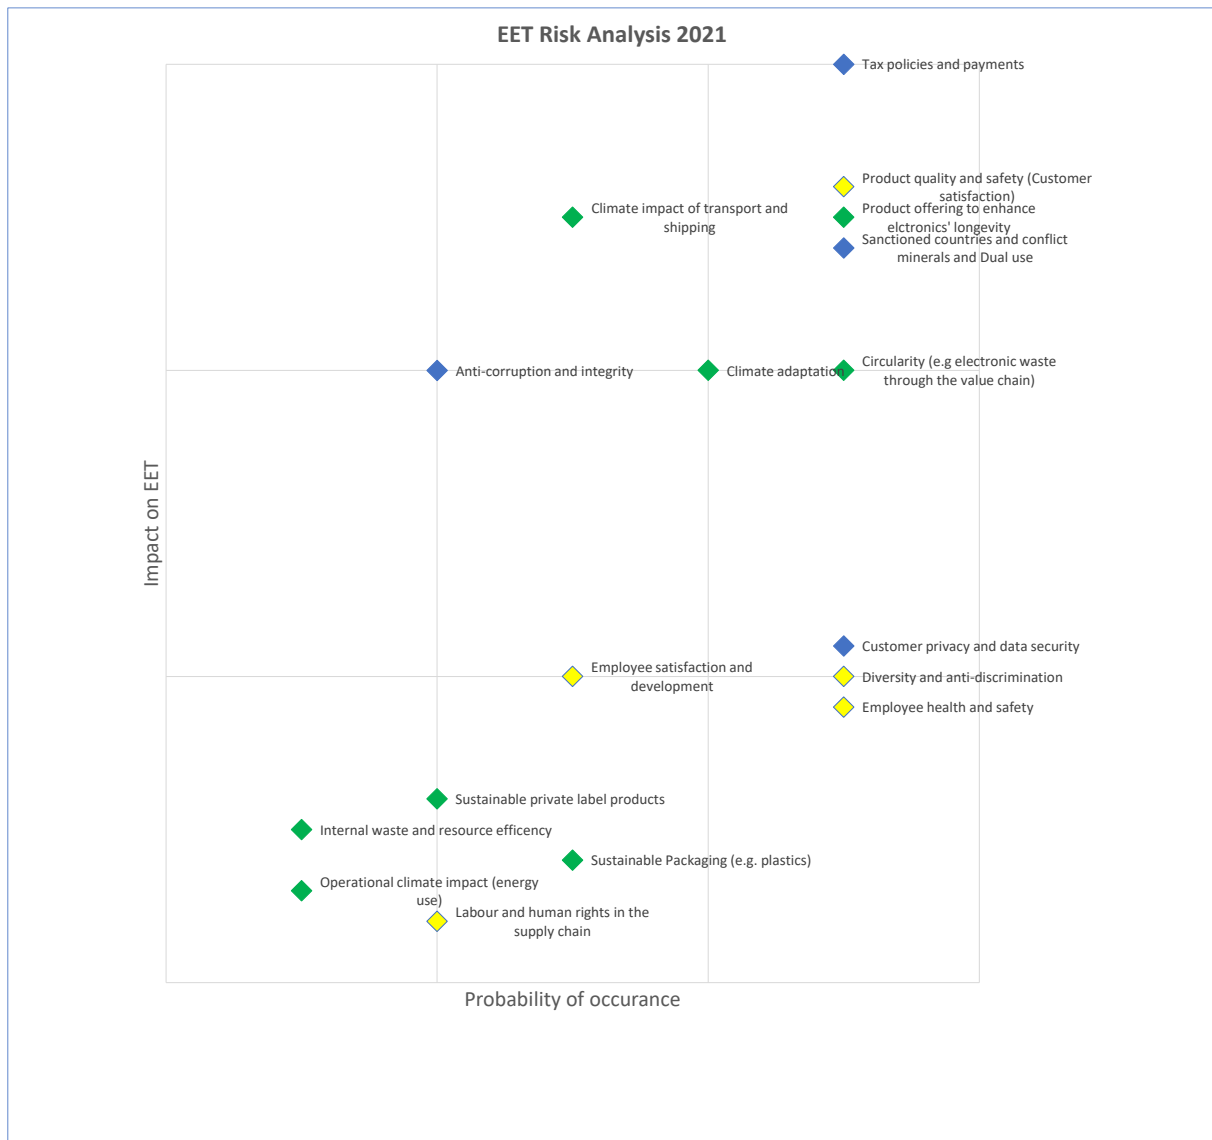 EET Risk Analysis 2021
Tax policies and payments
Product quality and safety (Customer
satisfaction)
Climate impact of transport and
shipping
Product offering to enhance
elctronics' longevity
Sanctioned countries and conflict
minerals and Dual use
Anti-corruption and integrity
Climate adaptation
Circularity (e.g electronic waste
through the value chain)
Impact on EET
Customer privacy and data security
Employee satisfaction and
development
Diversity and anti-discrimination
Employee health and safety
Sustainable private label products
Internal waste and resource efficency
Sustainable Packaging (e.g. plastics)
Operational climate impact (energy
use)
Labour and human rights in the
supply chain
Probability of occurance